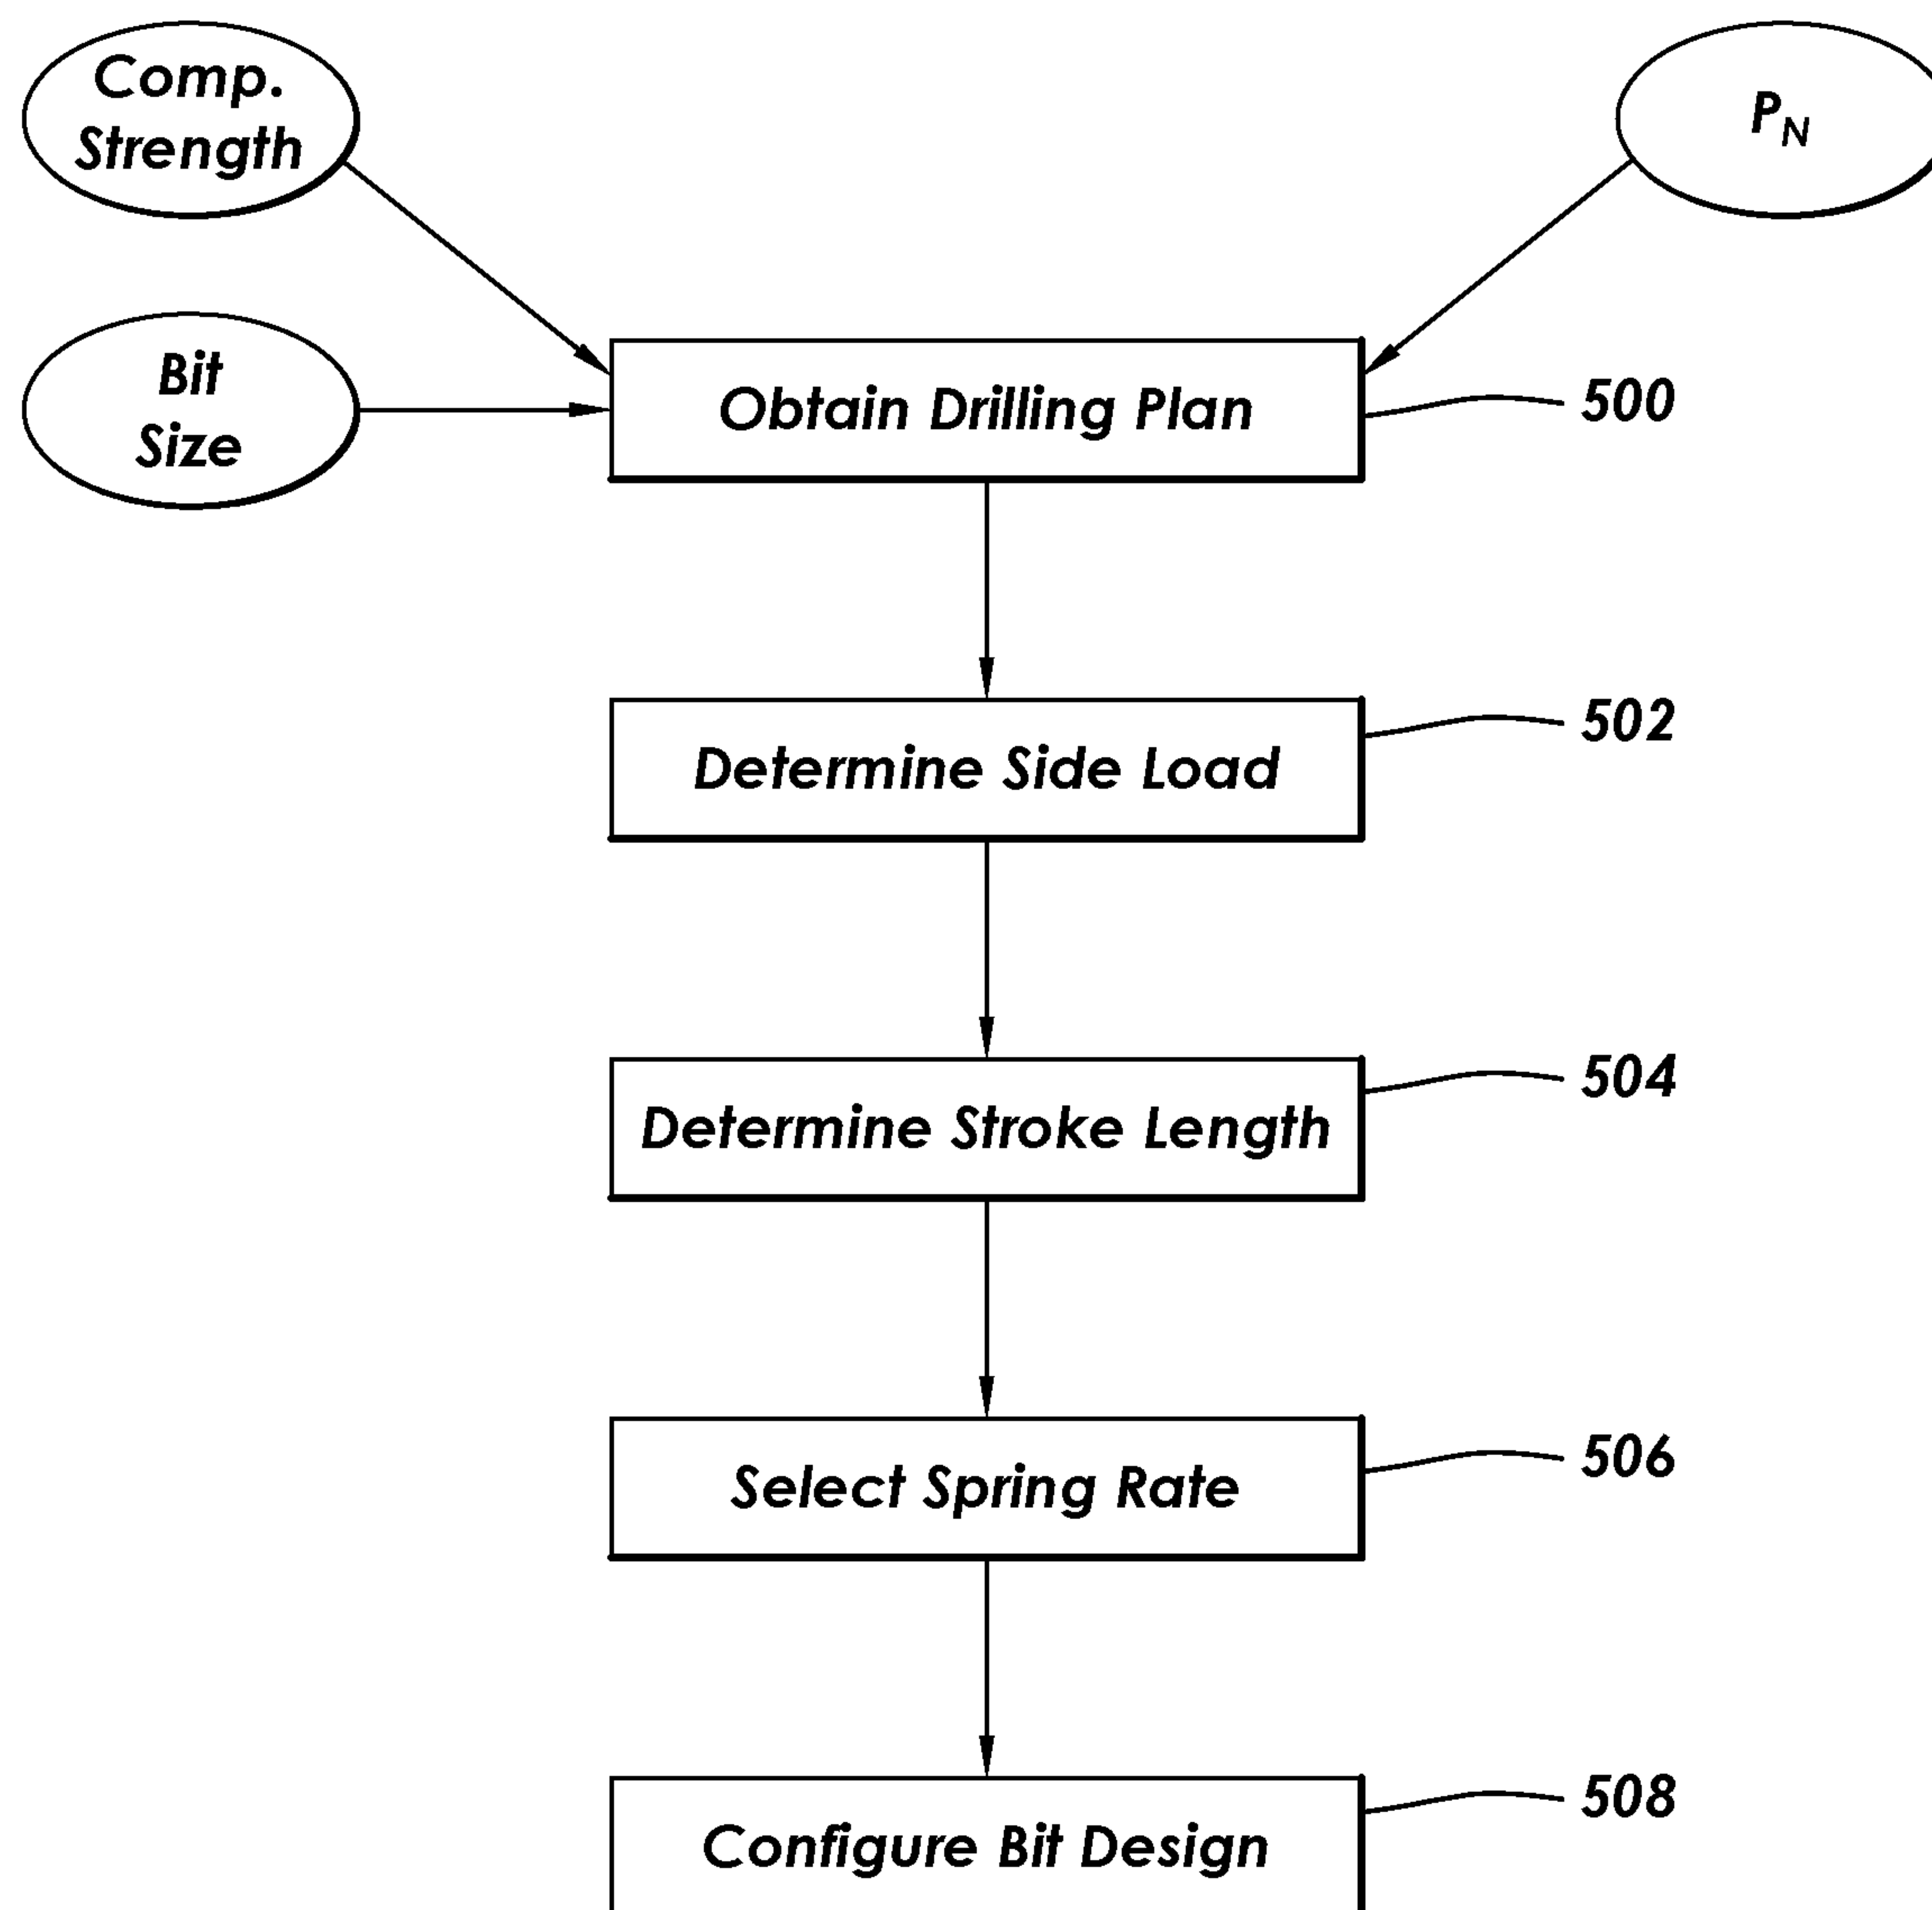 Comp.
Strength
P_N
Bit
Size
Obtain Drilling Plan
500
Determine Side Load
502
Determine Stroke Length
504
Select Spring Rate
506
Configure Bit Design
508